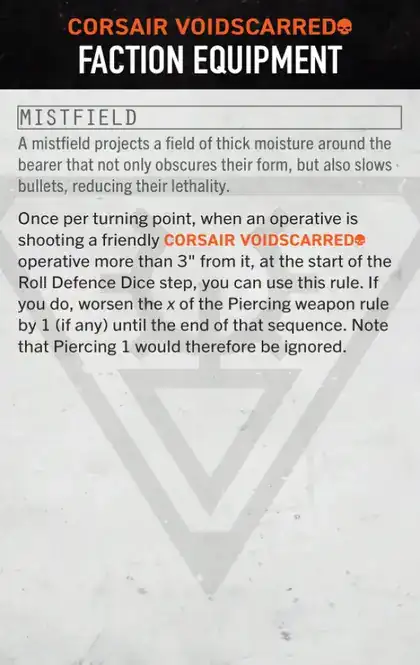 CORSAIR VOIDSCARRED
FACTION EQUIPMENT
MISTFIELD
A mistfield projects a field of thick moisture around the
bearer that not only obscures their form, but also slows
bullets, reducing their lethality.
Once per turning point, when an operative is
shooting a friendly CORSAIR VOIDSCARRED
operative more than 3" from it, at the start of the
Roll Defence Dice step, you can use this rule. If
you do, worsen the x of the Piercing weapon rule
by 1 (if any) until the end of that sequence. Note
that Piercing 1 would therefore be ignored.